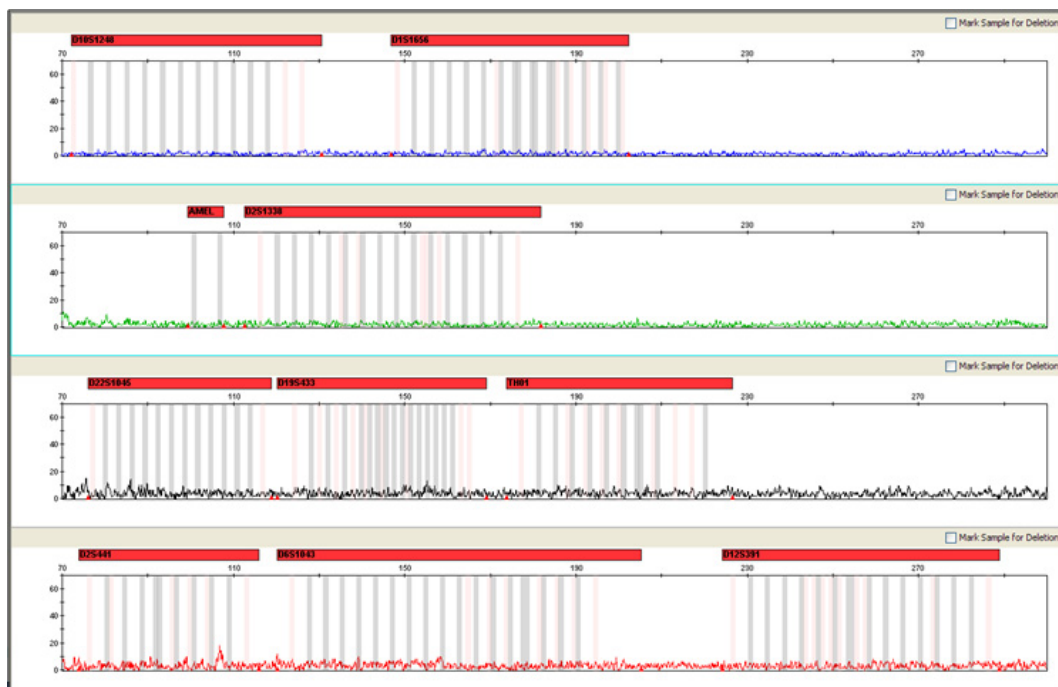 Mark Sample for Deletion
D10S1248 D1S1656
70 110 150 190 230 270
60
40
20
0
Mark Sample for Deletion
AMEL D2S1338
70 110 150 190 230 270
60
40
20
0
Mark Sample for Deletion
D22S1045 D19S433 TH01
70 110 150 190 230 270
60
40
20
0
Mark Sample for Deletion
D2S441 D6S1043 D12S391
70 110 150 190 230 270
60
40
20
0